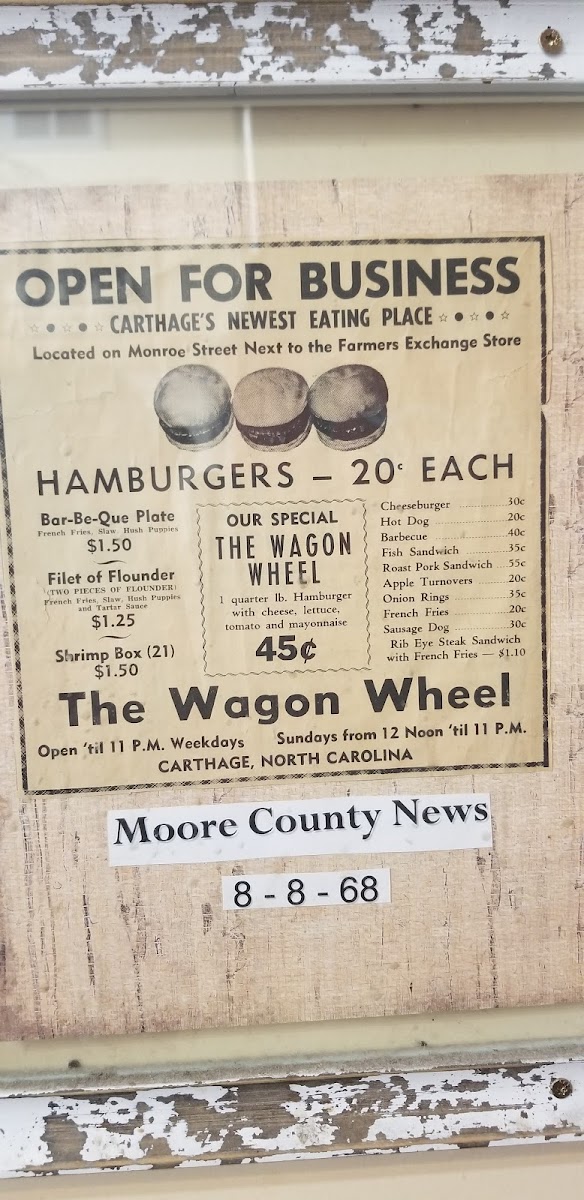 OPEN FOR BUSINESS
CARTHAGE'S NEWEST EATING PLACE
Located on Monroe Street Next to the Farmers Exchange Store
HAMBURGERS – 20¢ EACH
Bar-Be-Que Plate
French Fries, Slaw, Hush Puppies
$1.50
Filet of Flounder
(TWO PIECES OF FLOUNDER)
French Fries, Slaw, Hush Puppies
and Tartar Sauce
$1.25
Shrimp Box (21)
$1.50
OUR SPECIAL
THE WAGON
WHEEL
1 quarter lb. Hamburger
with cheese, lettuce,
tomato and mayonnaise
45¢
Cheeseburger 30c
Hot Dog 20c
Barbecue 40c
Fish Sandwich 35c
Roast Pork Sandwich 55c
Apple Turnovers 20c
Onion Rings 35c
French Fries 20c
Sausage Dog 30c
Rib Eye Steak Sandwich
with French Fries — $1.10
The Wagon Wheel
Open 'til 11 P.M. Weekdays Sundays from 12 Noon 'til 11 P.M.
CARTHAGE, NORTH CAROLINA
Moore County News
8 - 8 - 68